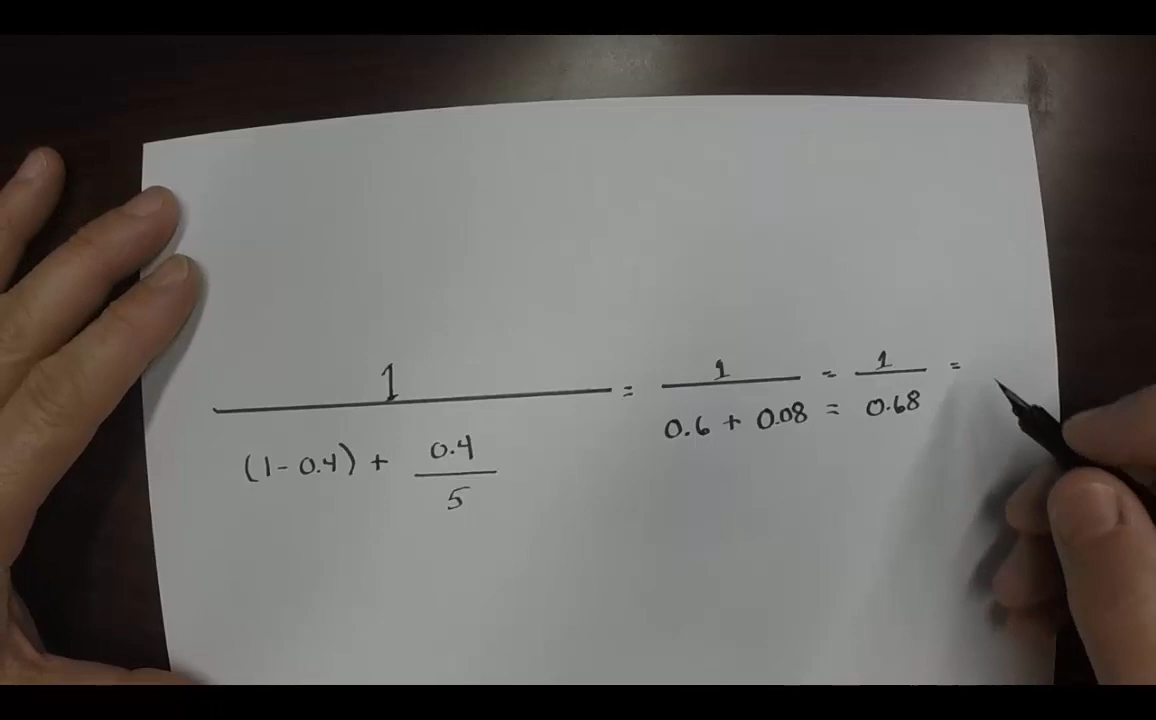 1 = 1 = 1 =
(1 - 0.4) + 0.4 0.6 + 0.08 = 0.68
5